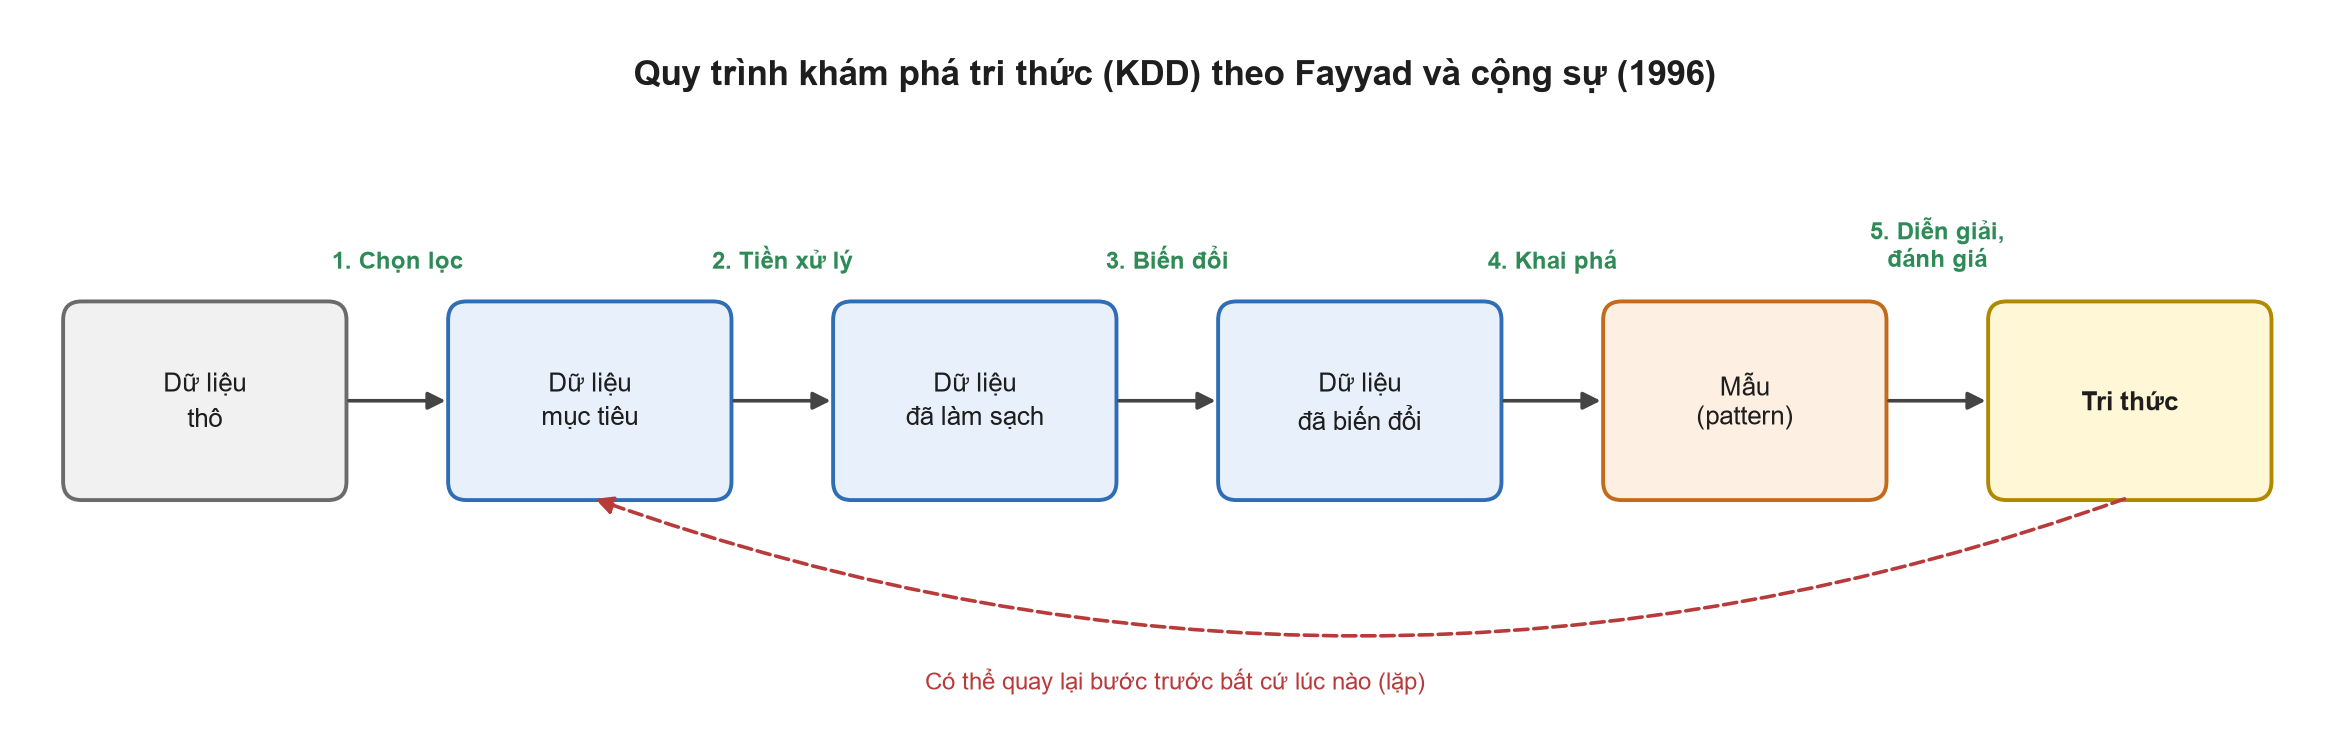 Quy trình khám phá tri thức (KDD) theo Fayyad và cộng sự (1996)
1. Chọn lọc
2. Tiền xử lý
3. Biến đổi
4. Khai phá
5. Diễn giải,
đánh giá
Dữ liệu
thô
Dữ liệu
mục tiêu
Dữ liệu
đã làm sạch
Dữ liệu
đã biến đổi
Mẫu
(pattern)
Tri thức
Có thể quay lại bước trước bất cứ lúc nào (lặp)